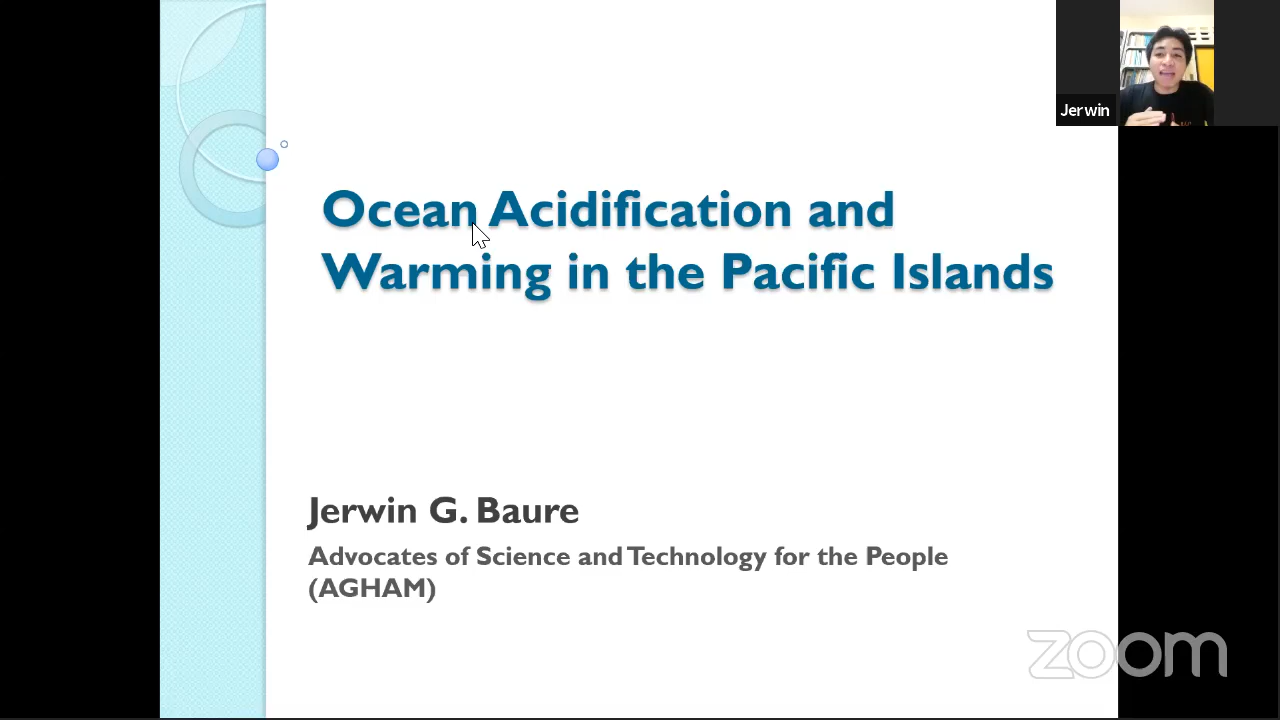 Jerwin
Ocean Acidification and
Warming in the Pacific Islands
Jerwin G. Baure
Advocates of Science and Technology for the People
(AGHAM)
zoom